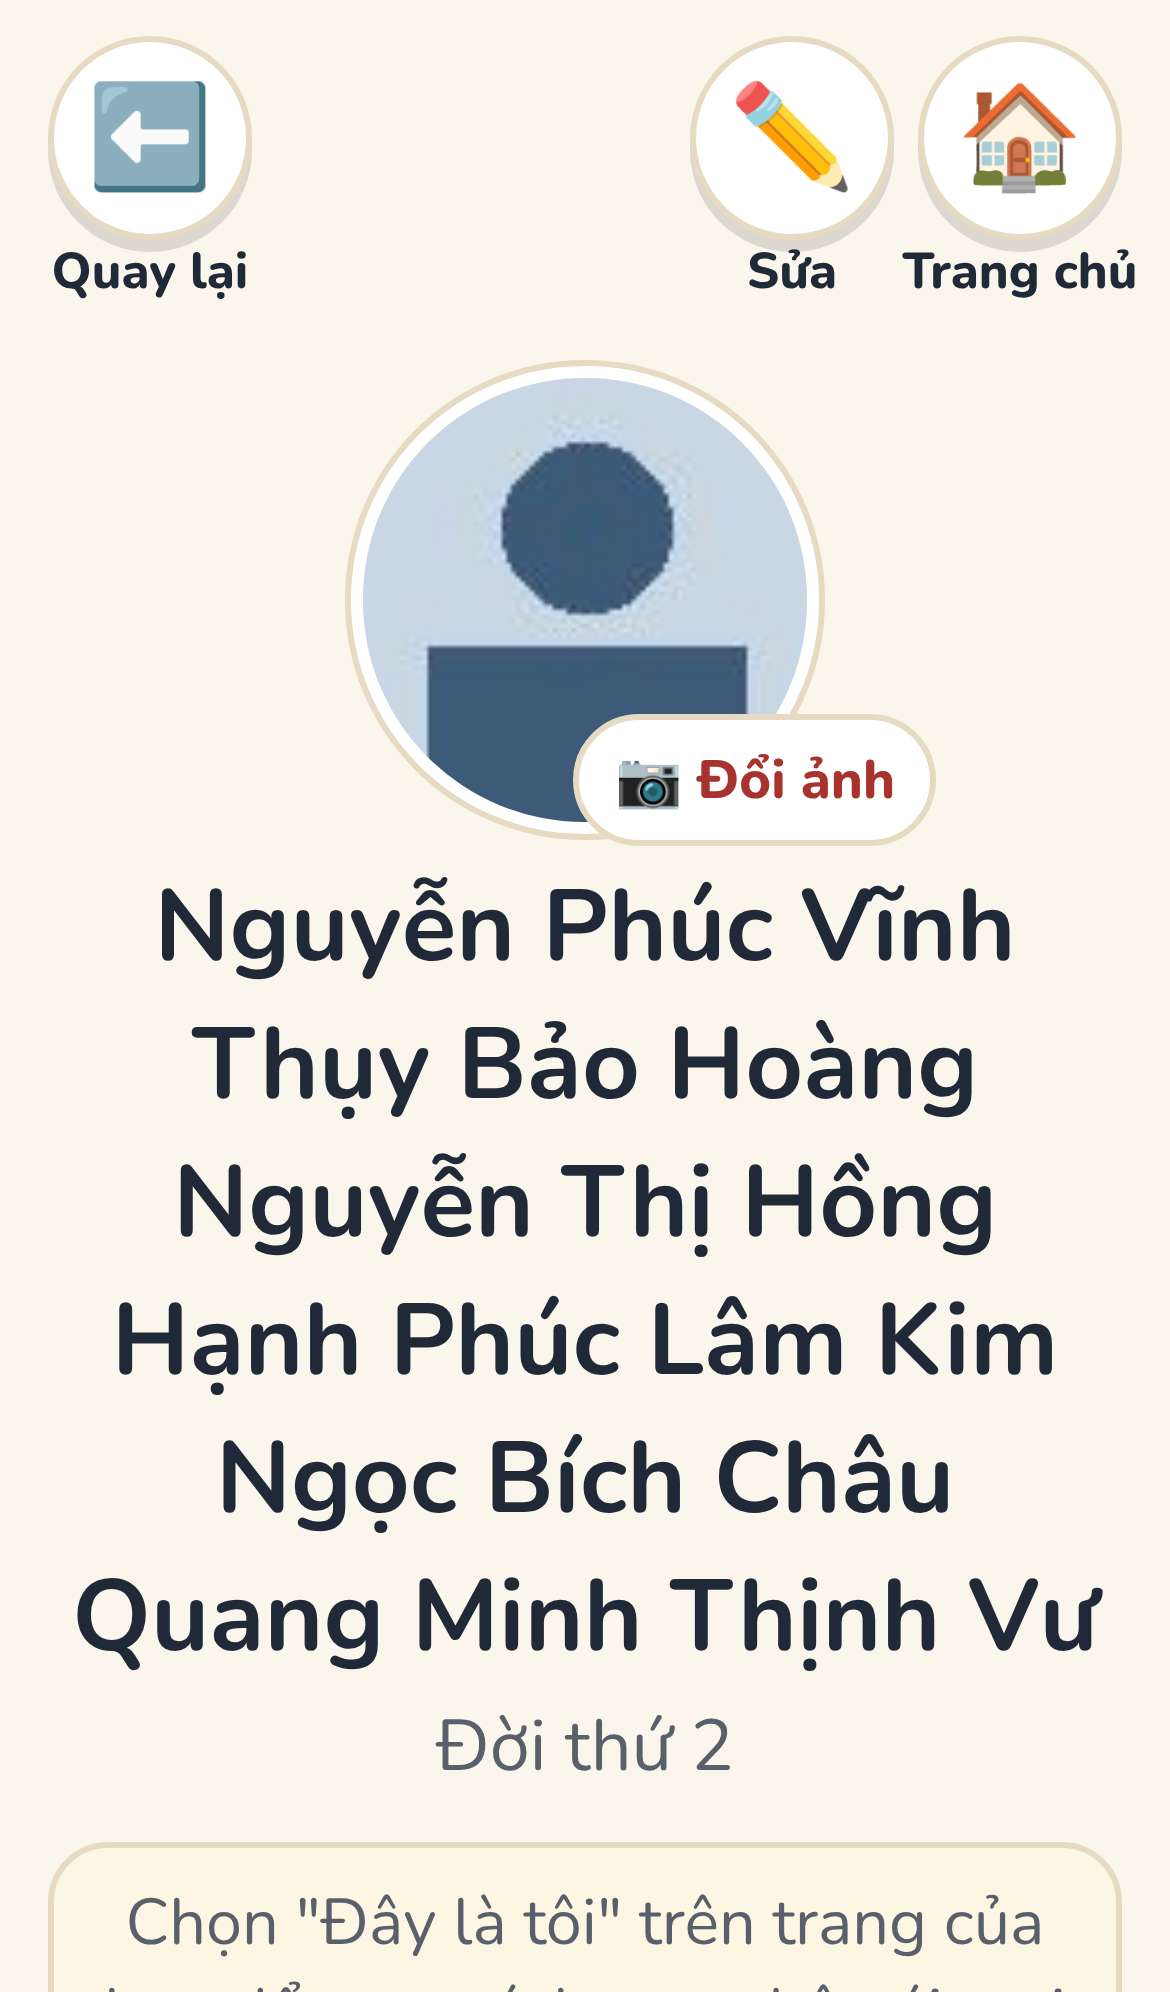 Quay lại
Sửa
Trang chủ
Đổi ảnh
Nguyễn Phúc Vĩnh
Thụy Bảo Hoàng
Nguyễn Thị Hồng
Hạnh Phúc Lâm Kim
Ngọc Bích Châu
Quang Minh Thịnh Vư
Đời thứ 2
Chọn "Đây là tôi" trên trang của